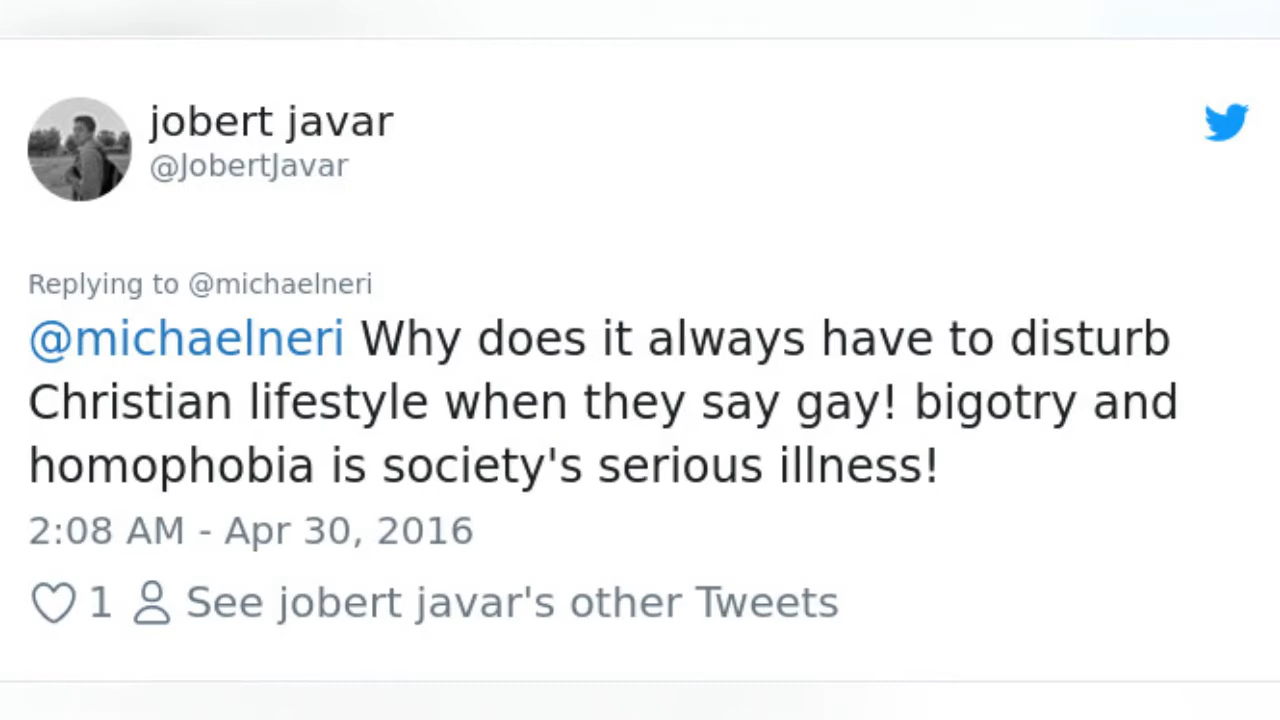 jobert javar
@JobertJavar
Replying to @michaelneri
@michaelneri Why does it always have to disturb
Christian lifestyle when they say gay! bigotry and
homophobia is society's serious illness!
2:08 AM - Apr 30, 2016
1 See jobert javar's other Tweets